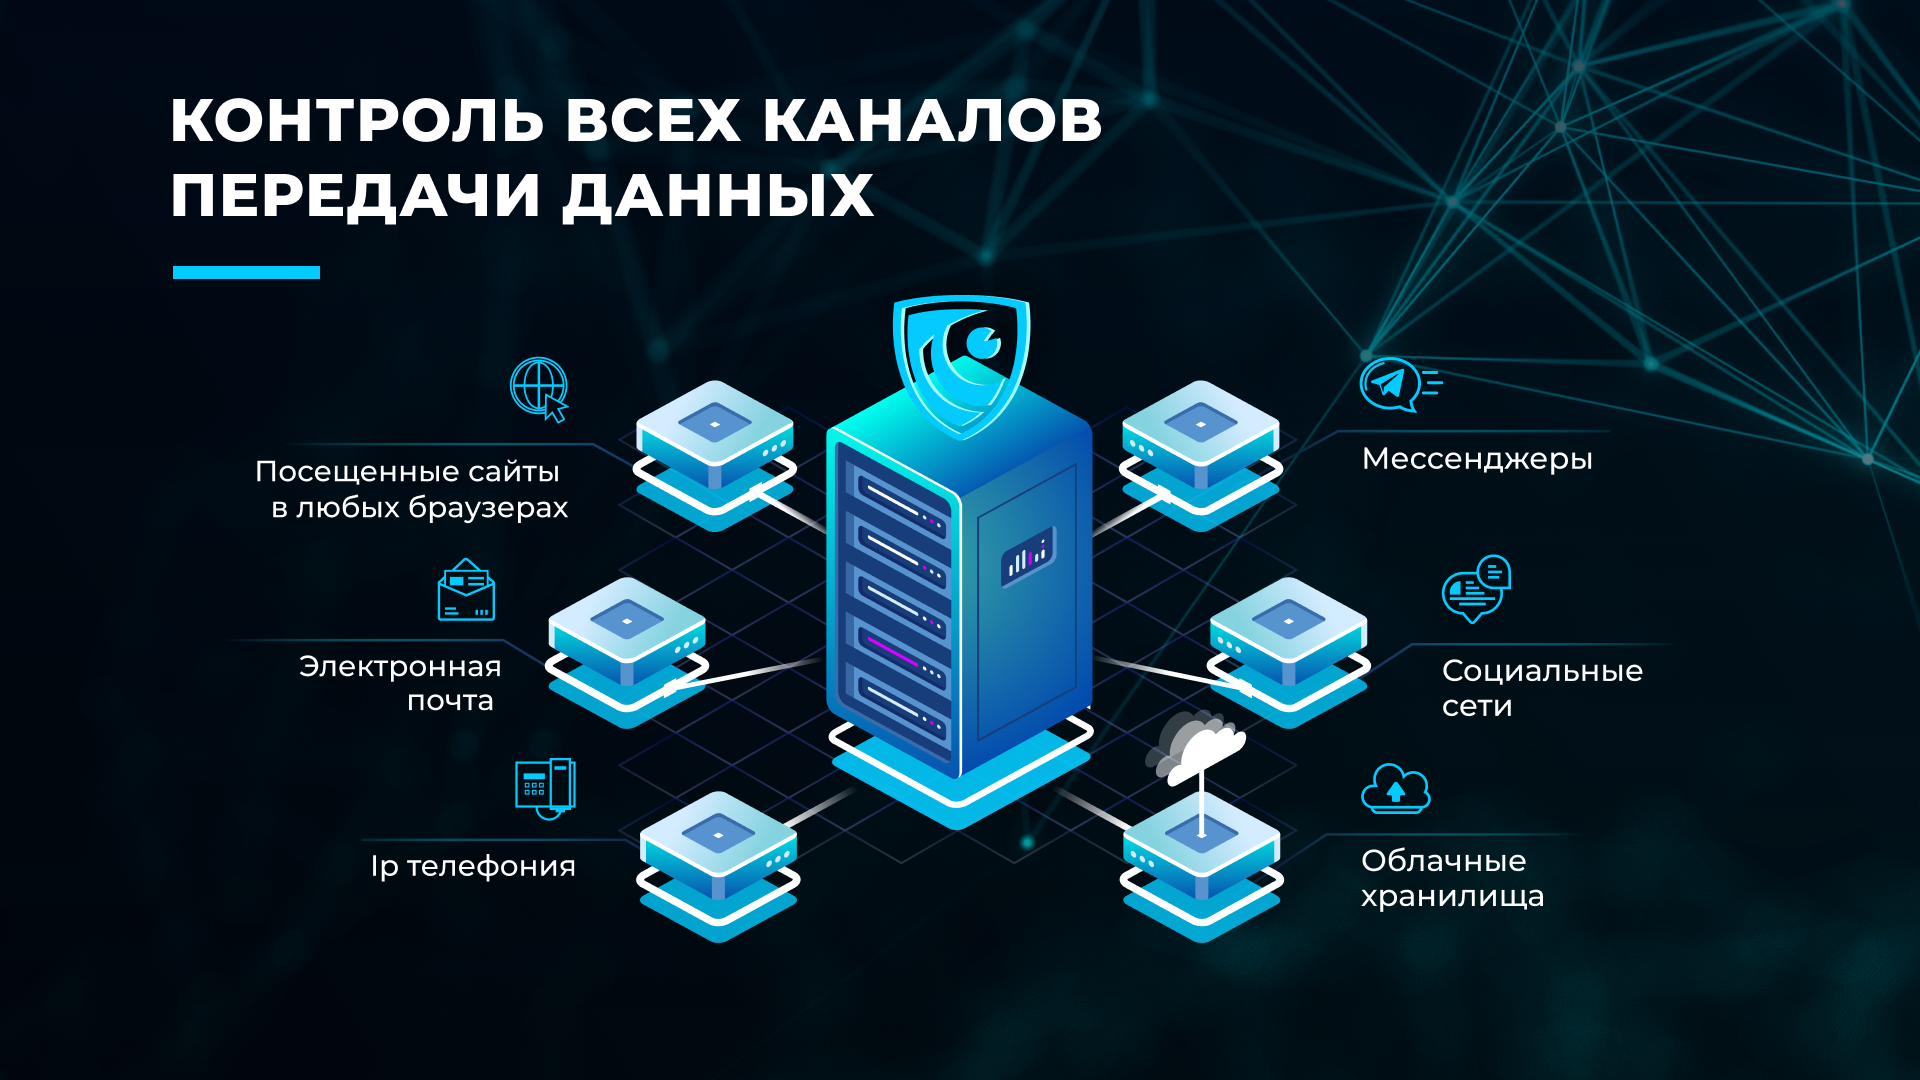 КОНТРОЛЬ ВСЕХ КАНАЛОВ
ПЕРЕДАЧИ ДАННЫХ
Посещенные сайты
в любых браузерах
Электронная
почта
Ip телефония
Мессенджеры
Социальные
сети
Облачные
хранилища